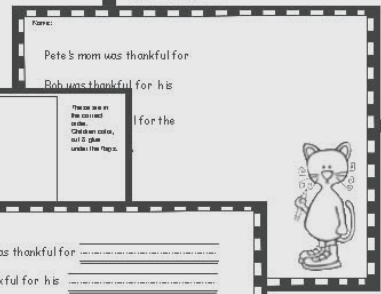 Name:
Pete's mom was thankful for
Bob was thankful for his
l for the
These are in
the correct
order.
Children color,
cut & glue
under the flaps.
as thankful for
kful for his